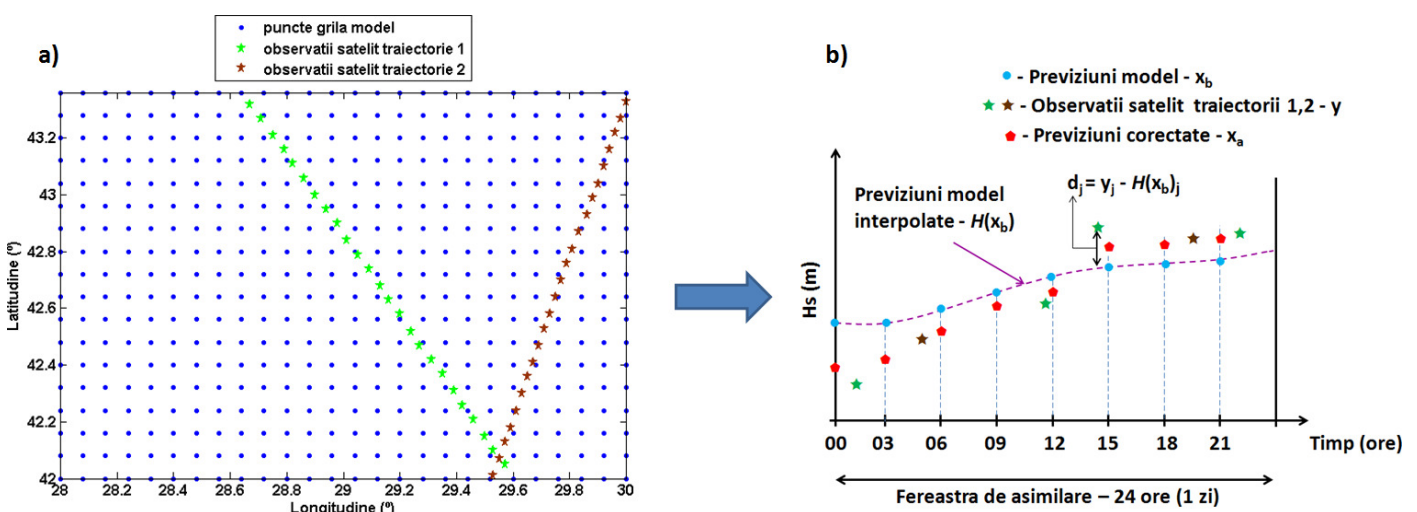 a)
puncte grila model
observatii satelit traiectorie 1
observatii satelit traiectorie 2
Latitudine (º)
43.2
43
42.8
42.6
42.4
42.2
42
28
28.2
28.4
28.6
28.8
29
29.2
29.4
29.6
29.8
30
Longitudine (º)
b)
- Previziuni model - xb
- Observatii satelit traiectorii 1,2 - y
- Previziuni corectate - xa
Previziuni model
interpolate - H(xb)
dj = yj - H(xb)j
Hs (m)
00 03 06 09 12 15 18 21 Timp (ore)
Fereastra de asimilare – 24 ore (1 zi)